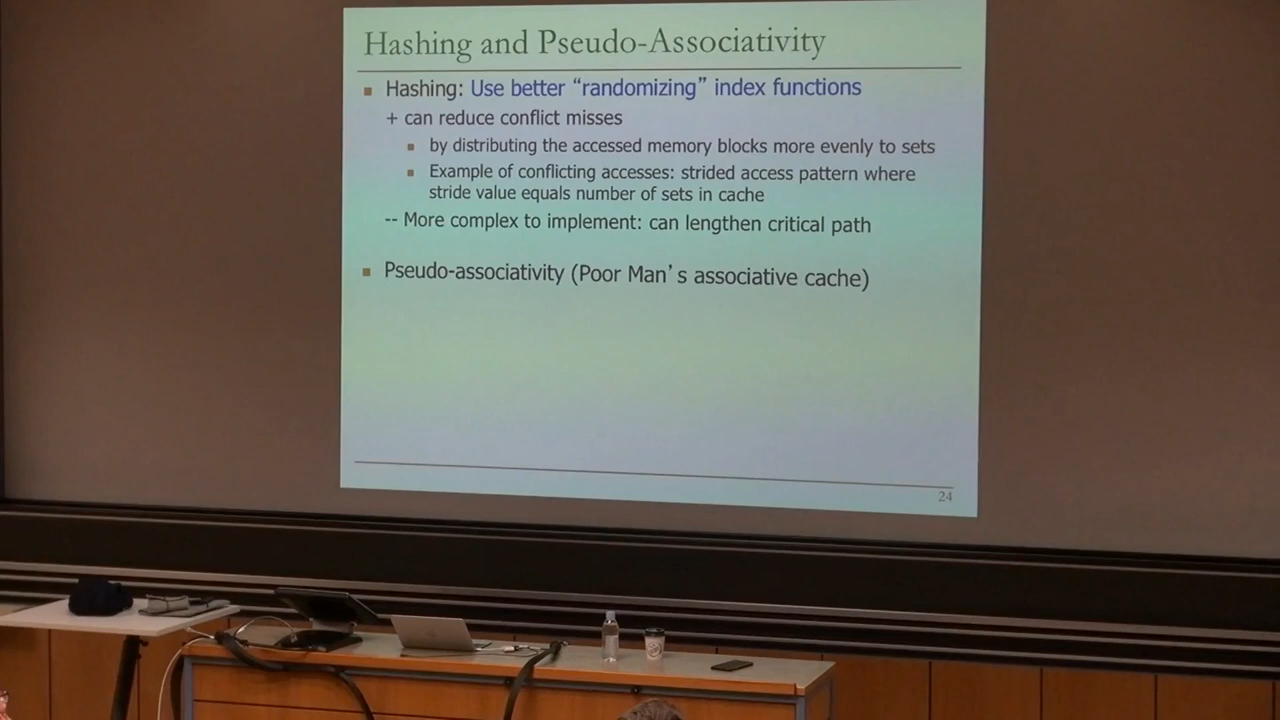 Hashing and Pseudo-Associativity
Hashing: Use better “randomizing” index functions
+ can reduce conflict misses
by distributing the accessed memory blocks more evenly to sets
Example of conflicting accesses: strided access pattern where
stride value equals number of sets in cache
-- More complex to implement: can lengthen critical path
Pseudo-associativity (Poor Man’s associative cache)
24